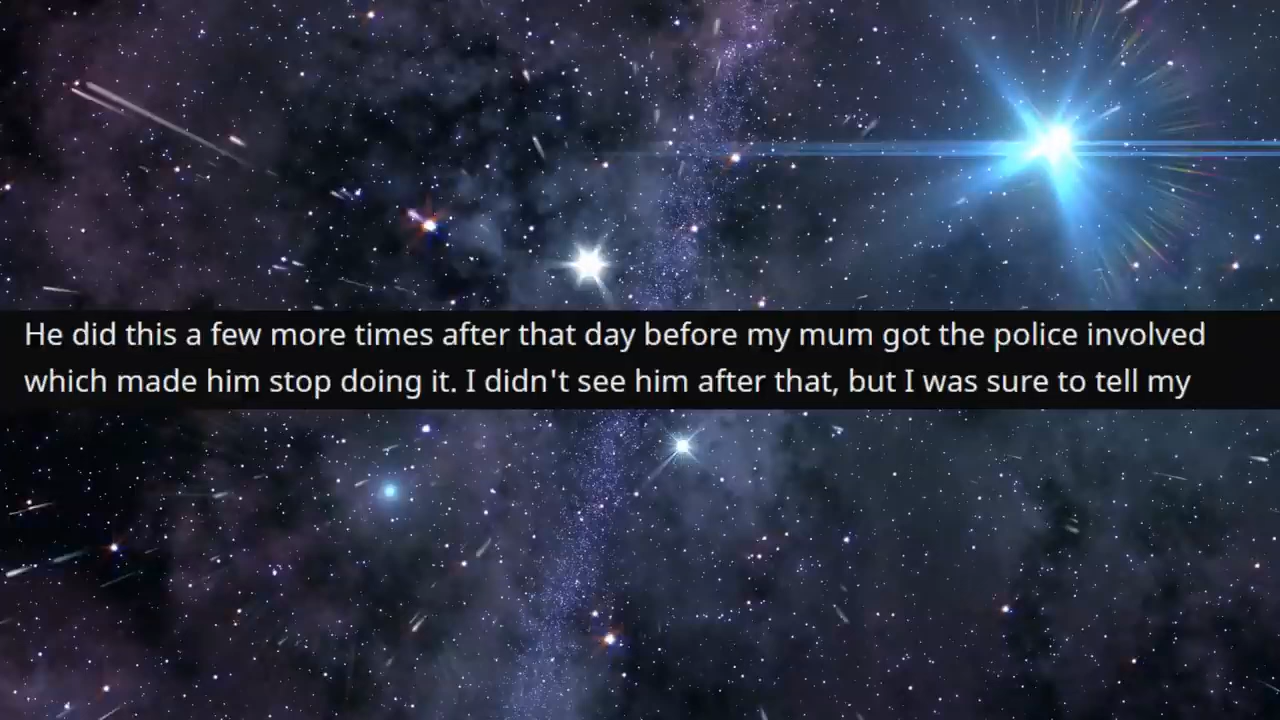 He did this a few more times after that day before my mum got the police involved
which made him stop doing it. I didn't see him after that, but I was sure to tell my